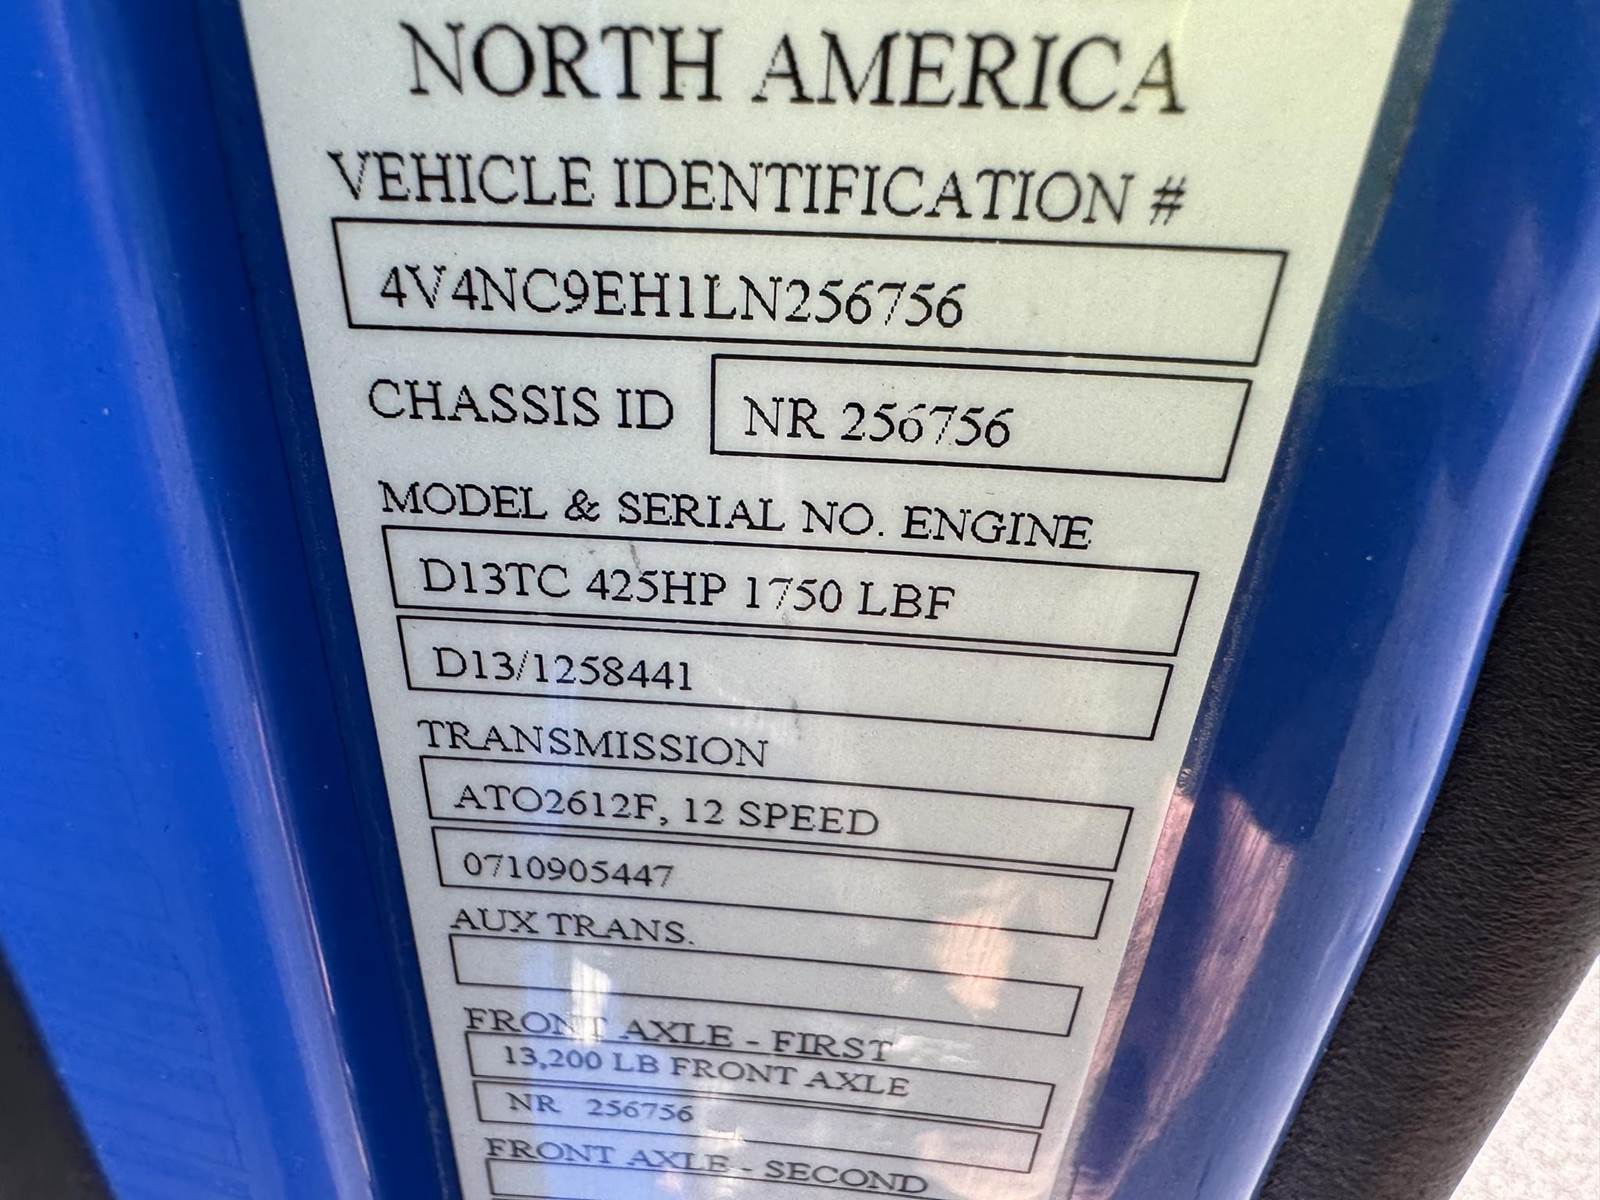 NORTH AMERICA
VEHICLE IDENTIFICATION #
4V4NC9EH1LN256756
CHASSIS ID NR 256756
MODEL & SERIAL NO. ENGINE
D13TC 425HP 1750 LBF
D13/1258441
TRANSMISSION
ATO2612F, 12 SPEED
0710905447
AUX TRANS.
FRONT AXLE - FIRST
13,200 LB FRONT AXLE
NR 256756
FRONT AXLE - SECOND